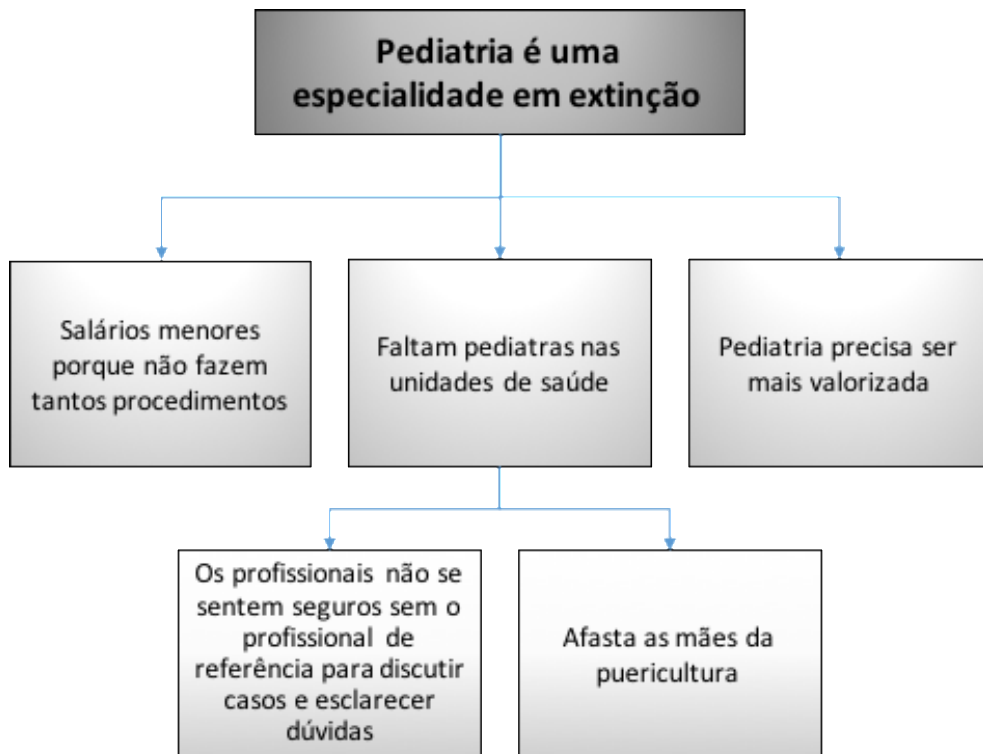 Pediatria é uma
especialidade em extinção
Salários menores
porque não fazem
tantos procedimentos
Faltam pediatras nas
unidades de saúde
Pediatria precisa ser
mais valorizada
Os profissionais não se
sentem seguros sem o
profissional de
referência para discutir
casos e esclarecer
dúvidas
Afasta as mães da
puericultura